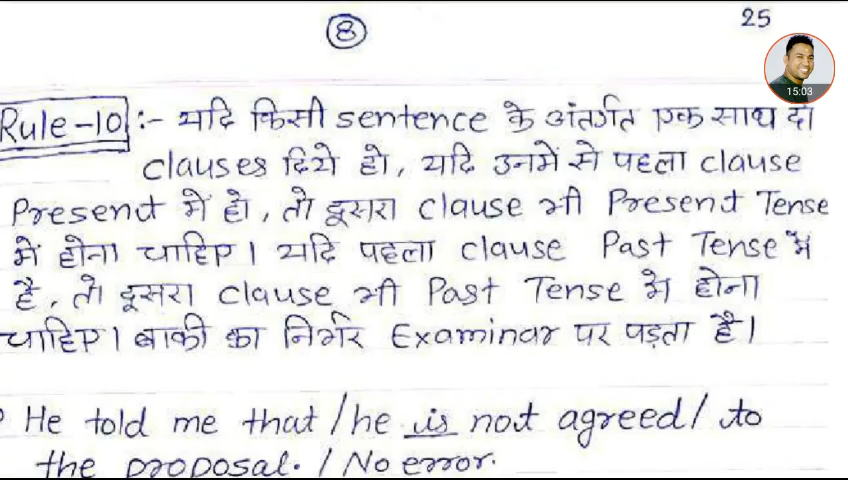 8
25
15:03
Rule-10 :- यदि किसी sentence के अंतर्गत एक साथ दो
clauses दिये हो, यदि उनमें से पहला clause
Present में हो, तो दूसरा clause भी Present Tense
में होना चाहिए। यदि पहला clause Past Tense में
है, तो दूसरा clause भी Past Tense में होना
चाहिए। बाकी का निर्भर Examinar पर पड़ता है।
He told me that / he is not agreed / to
the proposal. / No error.